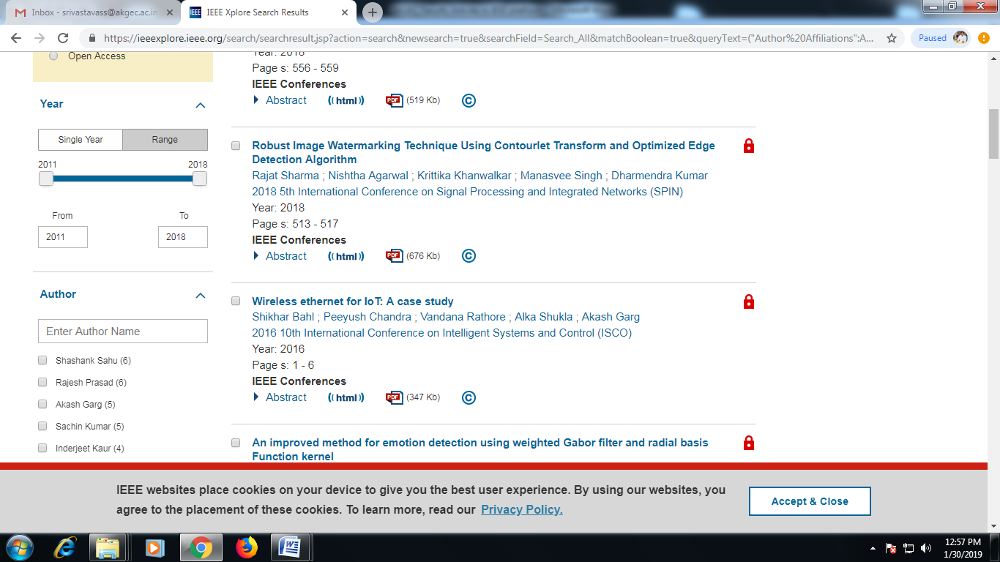 Inbox - srivastavass@akgec.ac.in
IEEE Xplore Search Results
https://ieeexplore.ieee.org/search/searchresult.jsp?action=search&newsearch=true&searchField=Search_All&matchBoolean=true&queryText=("Author%20Affiliations":A...
Paused
Open Access
Year
Single Year Range
2011 2018
From To
2011 2018
Author
Enter Author Name
Shashank Sahu (6)
Rajesh Prasad (6)
Akash Garg (5)
Sachin Kumar (5)
Inderjeet Kaur (4)
Year: 2018
Page s: 556 - 559
IEEE Conferences
Abstract ((html)) PDF (519 Kb) ©
Robust Image Watermarking Technique Using Contourlet Transform and Optimized Edge
Detection Algorithm
Rajat Sharma ; Nishtha Agarwal ; Krittika Khanwalkar ; Manasvee Singh ; Dharmendra Kumar
2018 5th International Conference on Signal Processing and Integrated Networks (SPIN)
Year: 2018
Page s: 513 - 517
IEEE Conferences
Abstract ((html)) PDF (676 Kb) ©
Wireless ethernet for IoT: A case study
Shikhar Bahl ; Peeyush Chandra ; Vandana Rathore ; Alka Shukla ; Akash Garg
2016 10th International Conference on Intelligent Systems and Control (ISCO)
Year: 2016
Page s: 1 - 6
IEEE Conferences
Abstract ((html)) PDF (347 Kb) ©
An improved method for emotion detection using weighted Gabor filter and radial basis
Function kernel
IEEE websites place cookies on your device to give you the best user experience. By using our websites, you
agree to the placement of these cookies. To learn more, read our Privacy Policy.
Accept & Close
12:57 PM
1/30/2019